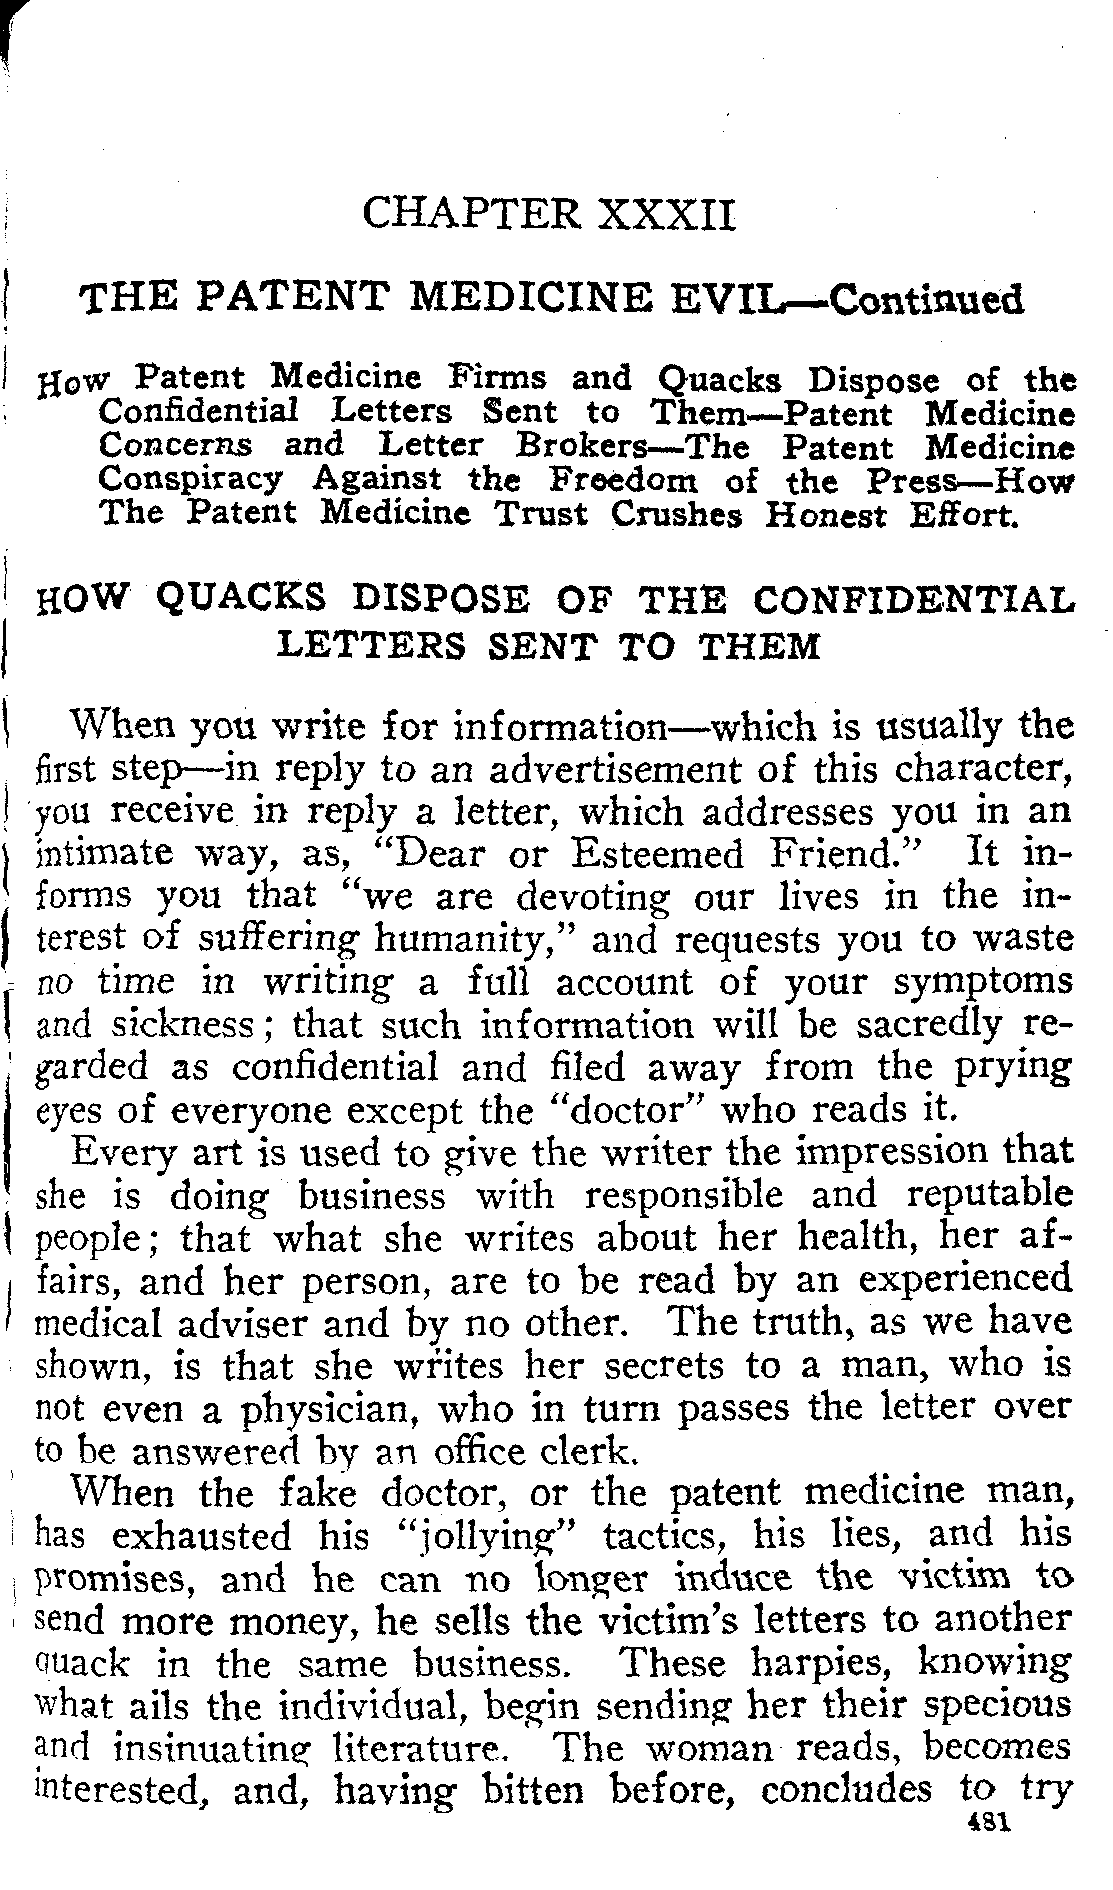 CHAPTER XXXII
THE PATENT MEDICINE EVIL—Continued
How Patent Medicine Firms and Quacks Dispose of the
Confidential Letters Sent to Them—Patent Medicine
Concerns and Letter Brokers—The Patent Medicine
Conspiracy Against the Freedom of the Press—How
The Patent Medicine Trust Crushes Honest Effort.
HOW QUACKS DISPOSE OF THE CONFIDENTIAL
LETTERS SENT TO THEM
When you write for information—which is usually the
first step—in reply to an advertisement of this character,
you receive in reply a letter, which addresses you in an
intimate way, as, "Dear or Esteemed Friend." It in-
forms you that "we are devoting our lives in the in-
terest of suffering humanity," and requests you to waste
no time in writing a full account of your symptoms
and sickness; that such information will be sacredly re-
garded as confidential and filed away from the prying
eyes of everyone except the "doctor" who reads it.
Every art is used to give the writer the impression that
she is doing business with responsible and reputable
people; that what she writes about her health, her af-
fairs, and her person, are to be read by an experienced
medical adviser and by no other. The truth, as we have
shown, is that she writes her secrets to a man, who is
not even a physician, who in turn passes the letter over
to be answered by an office clerk.
When the fake doctor, or the patent medicine man,
has exhausted his "jollying" tactics, his lies, and his
promises, and he can no longer induce the victim to
send more money, he sells the victim's letters to another
quack in the same business. These harpies, knowing
what ails the individual, begin sending her their specious
and insinuating literature. The woman reads, becomes
interested, and, having bitten before, concludes to try
481